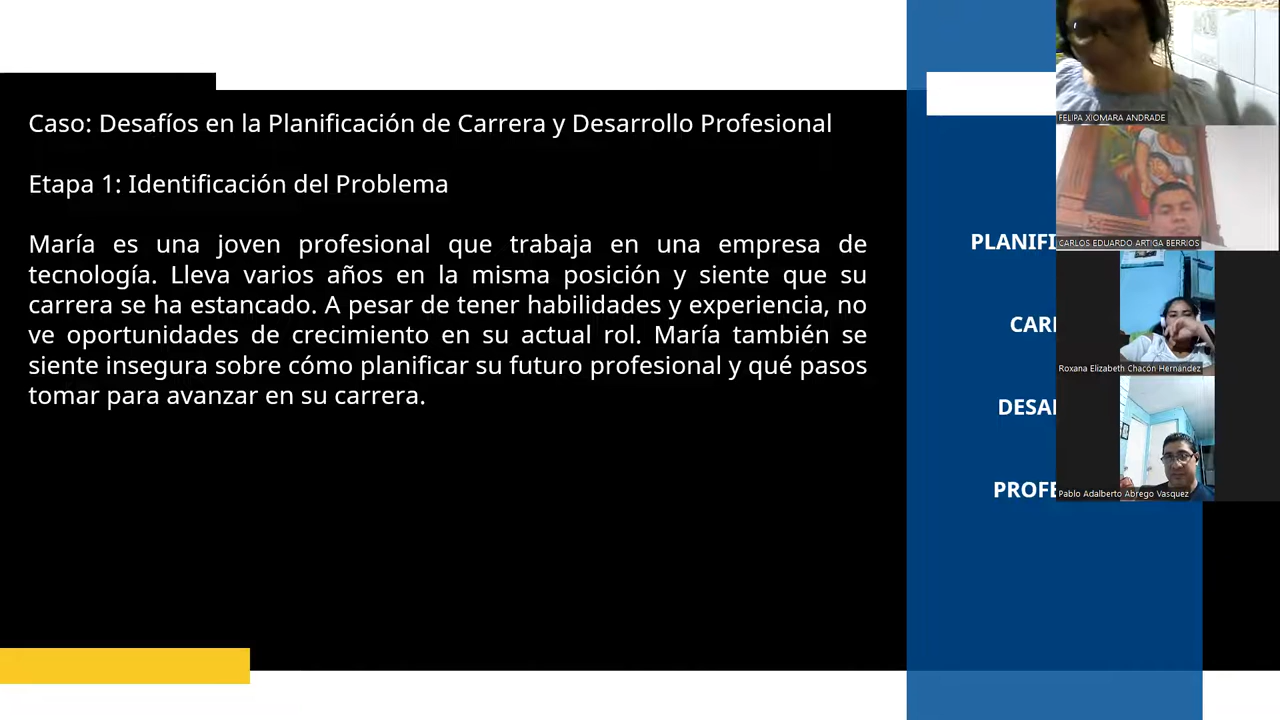 Caso: Desafíos en la Planificación de Carrera y Desarrollo Profesional
Etapa 1: Identificación del Problema
María es una joven profesional que trabaja en una empresa de
tecnología. Lleva varios años en la misma posición y siente que su
carrera se ha estancado. A pesar de tener habilidades y experiencia, no
ve oportunidades de crecimiento en su actual rol. María también se
siente insegura sobre cómo planificar su futuro profesional y qué pasos
tomar para avanzar en su carrera.
PLANIFI
CAR
DESA
PROFE
FELIPA XIOMARA ANDRADE
CARLOS EDUARDO ARTIGA BERRIOS
Roxana Elizabeth Chacón Hernández
Pablo Adalberto Abrego Vasquez